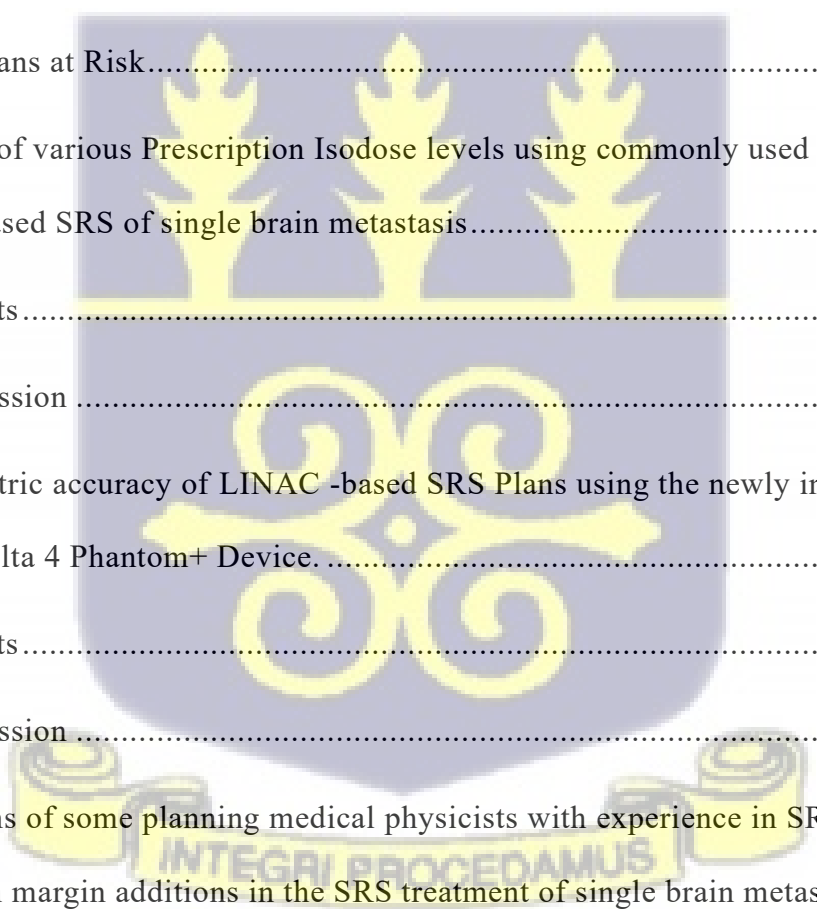 ans at Risk........................................................................
of various Prescription Isodose levels using commonly used
sed SRS of single brain metastasis.....................................
ts........................................................................................
ssion ..................................................................................
tric accuracy of LINAC -based SRS Plans using the newly in
lta 4 Phantom+ Device. .....................................................
ts........................................................................................
ssion ..................................................................................
s of some planning medical physicists with experience in SR
INTEGRI PROCEDAMUS
margin additions in the SRS treatment of single brain metas